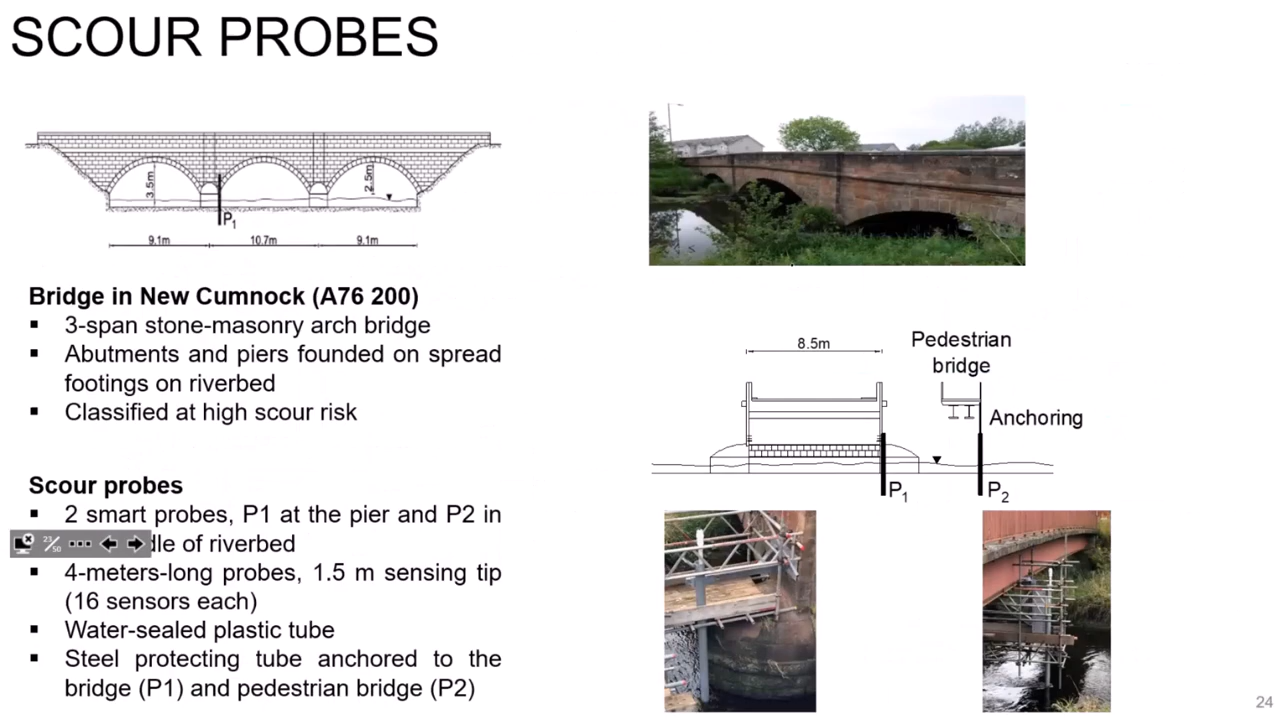 SCOUR PROBES
3.5m
2.5m
P1
9.1m
10.7m
9.1m
Bridge in New Cumnock (A76 200)
▪ 3-span stone-masonry arch bridge
▪ Abutments and piers founded on spread
footings on riverbed
▪ Classified at high scour risk
Scour probes
▪ 2 smart probes, P1 at the pier and P2 in
dle of riverbed
▪ 4-meters-long probes, 1.5 m sensing tip
(16 sensors each)
▪ Water-sealed plastic tube
▪ Steel protecting tube anchored to the
bridge (P1) and pedestrian bridge (P2)
23/50
8.5m
Pedestrian
bridge
Anchoring
P1
P2
24